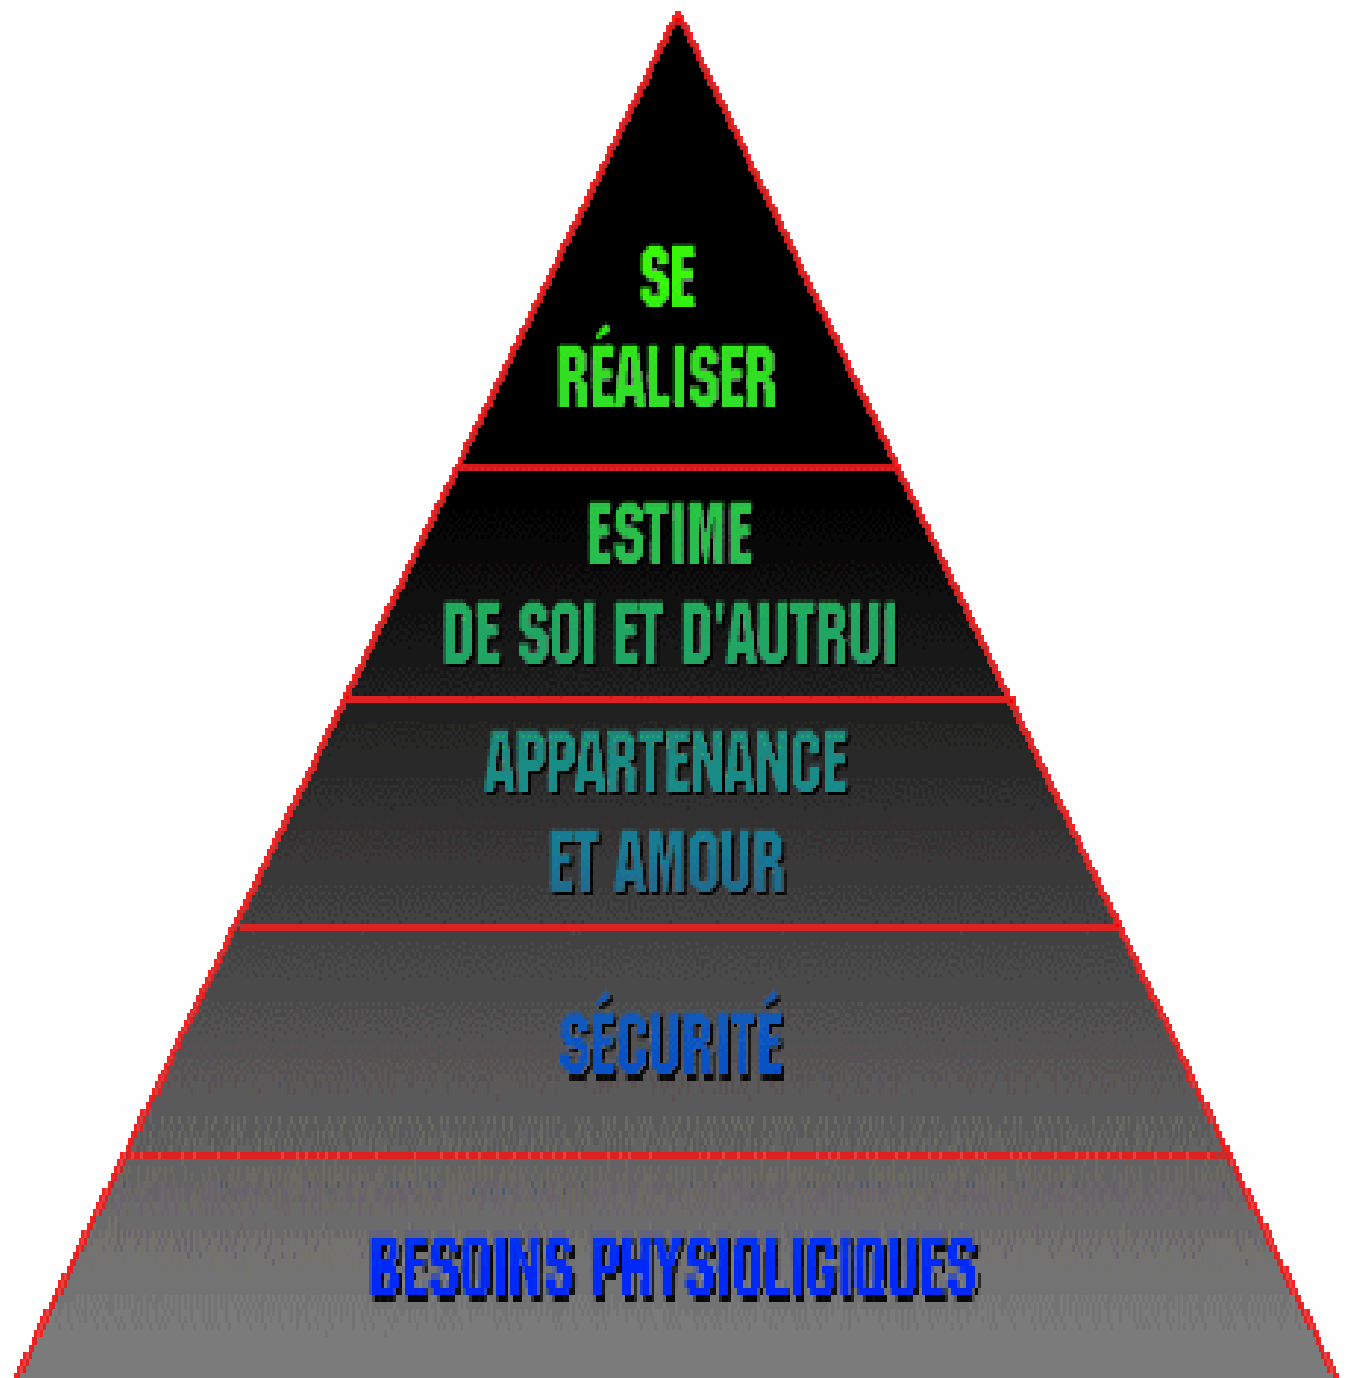 SE
RÉALISER
ESTIME
DE SOI ET D'AUTRUI
APPARTENANCE
ET AMOUR
SÉCURITÉ
BESOINS PHYSIOLIGIQUES